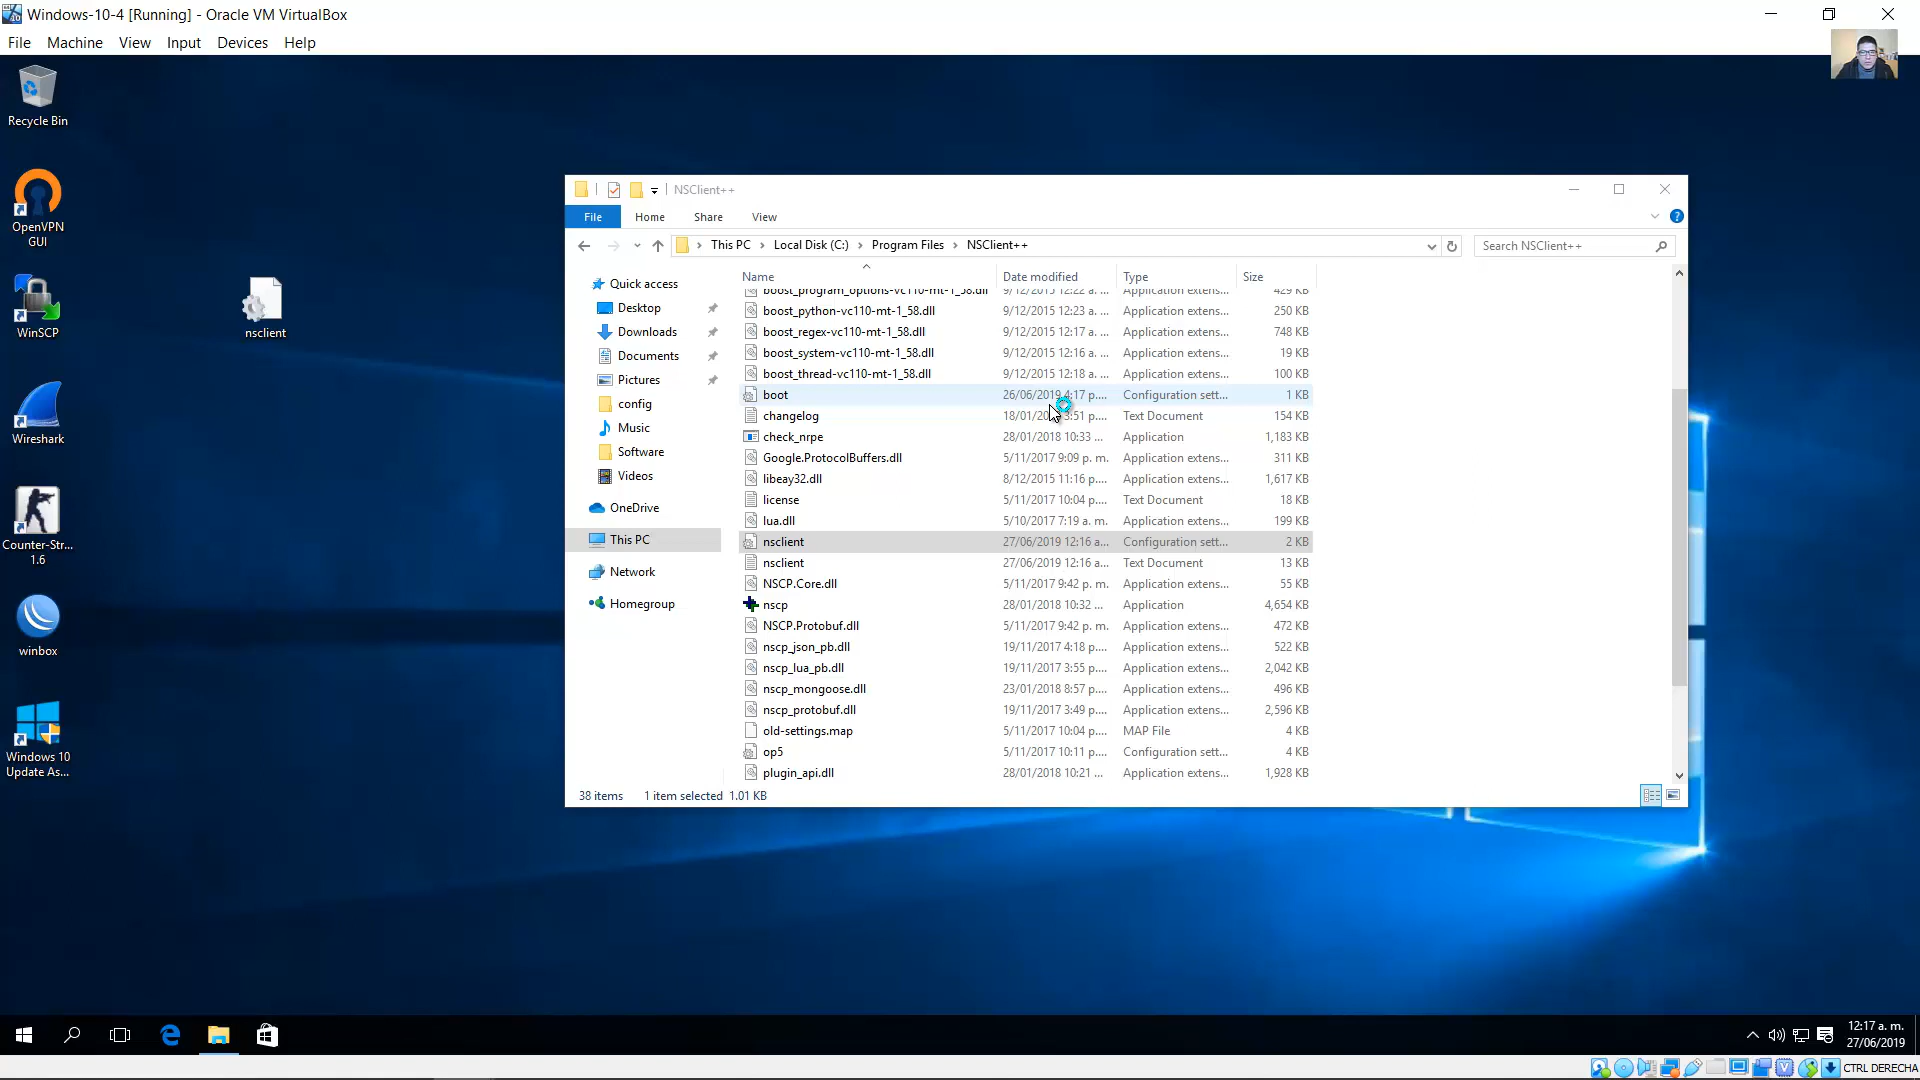 Windows-10-4 [Running] - Oracle VM VirtualBox
File Machine View Input Devices Help
Recycle Bin
OpenVPN
GUI
WinSCP
nsclient
Wireshark
Counter-Str...
1.6
winbox
Windows 10
Update As...
NSClient++
File Home Share View
This PC > Local Disk (C:) > Program Files > NSClient++
Search NSClient++
Quick access
Desktop
Downloads
Documents
Pictures
config
Music
Software
Videos
OneDrive
This PC
Network
Homegroup
Name Date modified Type Size
boost_program_options-vc110-mt-1_58.dll 9/12/2015 12:22 a. ... Application extens... 429 KB
boost_python-vc110-mt-1_58.dll 9/12/2015 12:23 a. ... Application extens... 250 KB
boost_regex-vc110-mt-1_58.dll 9/12/2015 12:17 a. ... Application extens... 748 KB
boost_system-vc110-mt-1_58.dll 9/12/2015 12:16 a. ... Application extens... 19 KB
boost_thread-vc110-mt-1_58.dll 9/12/2015 12:18 a. ... Application extens... 100 KB
boot 26/06/2019 4:17 p.... Configuration sett... 1 KB
changelog 18/01/20 3:51 p.... Text Document 154 KB
check_nrpe 28/01/2018 10:33 ... Application 1,183 KB
Google.ProtocolBuffers.dll 5/11/2017 9:09 p. m. Application extens... 311 KB
libeay32.dll 8/12/2015 11:16 p.... Application extens... 1,617 KB
license 5/11/2017 10:04 p.... Text Document 18 KB
lua.dll 5/10/2017 7:19 a. m. Application extens... 199 KB
nsclient 27/06/2019 12:16 a... Configuration sett... 2 KB
nsclient 27/06/2019 12:16 a... Text Document 13 KB
NSCP.Core.dll 5/11/2017 9:42 p. m. Application extens... 55 KB
nscp 28/01/2018 10:32 ... Application 4,654 KB
NSCP.Protobuf.dll 5/11/2017 9:42 p. m. Application extens... 472 KB
nscp_json_pb.dll 19/11/2017 4:18 p.... Application extens... 522 KB
nscp_lua_pb.dll 19/11/2017 3:55 p.... Application extens... 2,042 KB
nscp_mongoose.dll 23/01/2018 8:57 p.... Application extens... 496 KB
nscp_protobuf.dll 19/11/2017 3:49 p.... Application extens... 2,596 KB
old-settings.map 5/11/2017 10:04 p.... MAP File 4 KB
op5 5/11/2017 10:11 p.... Configuration sett... 4 KB
plugin_api.dll 28/01/2018 10:21 ... Application extens... 1,928 KB
38 items 1 item selected 1.01 KB
12:17 a. m.
27/06/2019
CTRL DERECHA